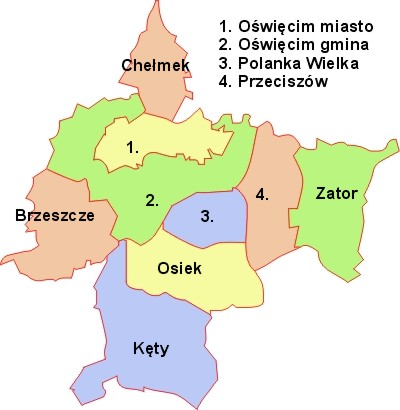 1. Oświęcim miasto
2. Oświęcim gmina
3. Polanka Wielka
4. Przeciszów
Chełmek
1.
2.
3.
4.
Zator
Brzeszcze
Osiek
Kęty